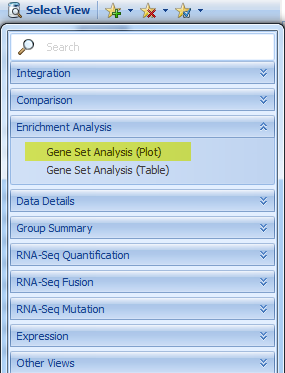 Select View
Search
Integration
Comparison
Enrichment Analysis
Gene Set Analysis (Plot)
Gene Set Analysis (Table)
Data Details
Group Summary
RNA-Seq Quantification
RNA-Seq Fusion
RNA-Seq Mutation
Expression
Other Views